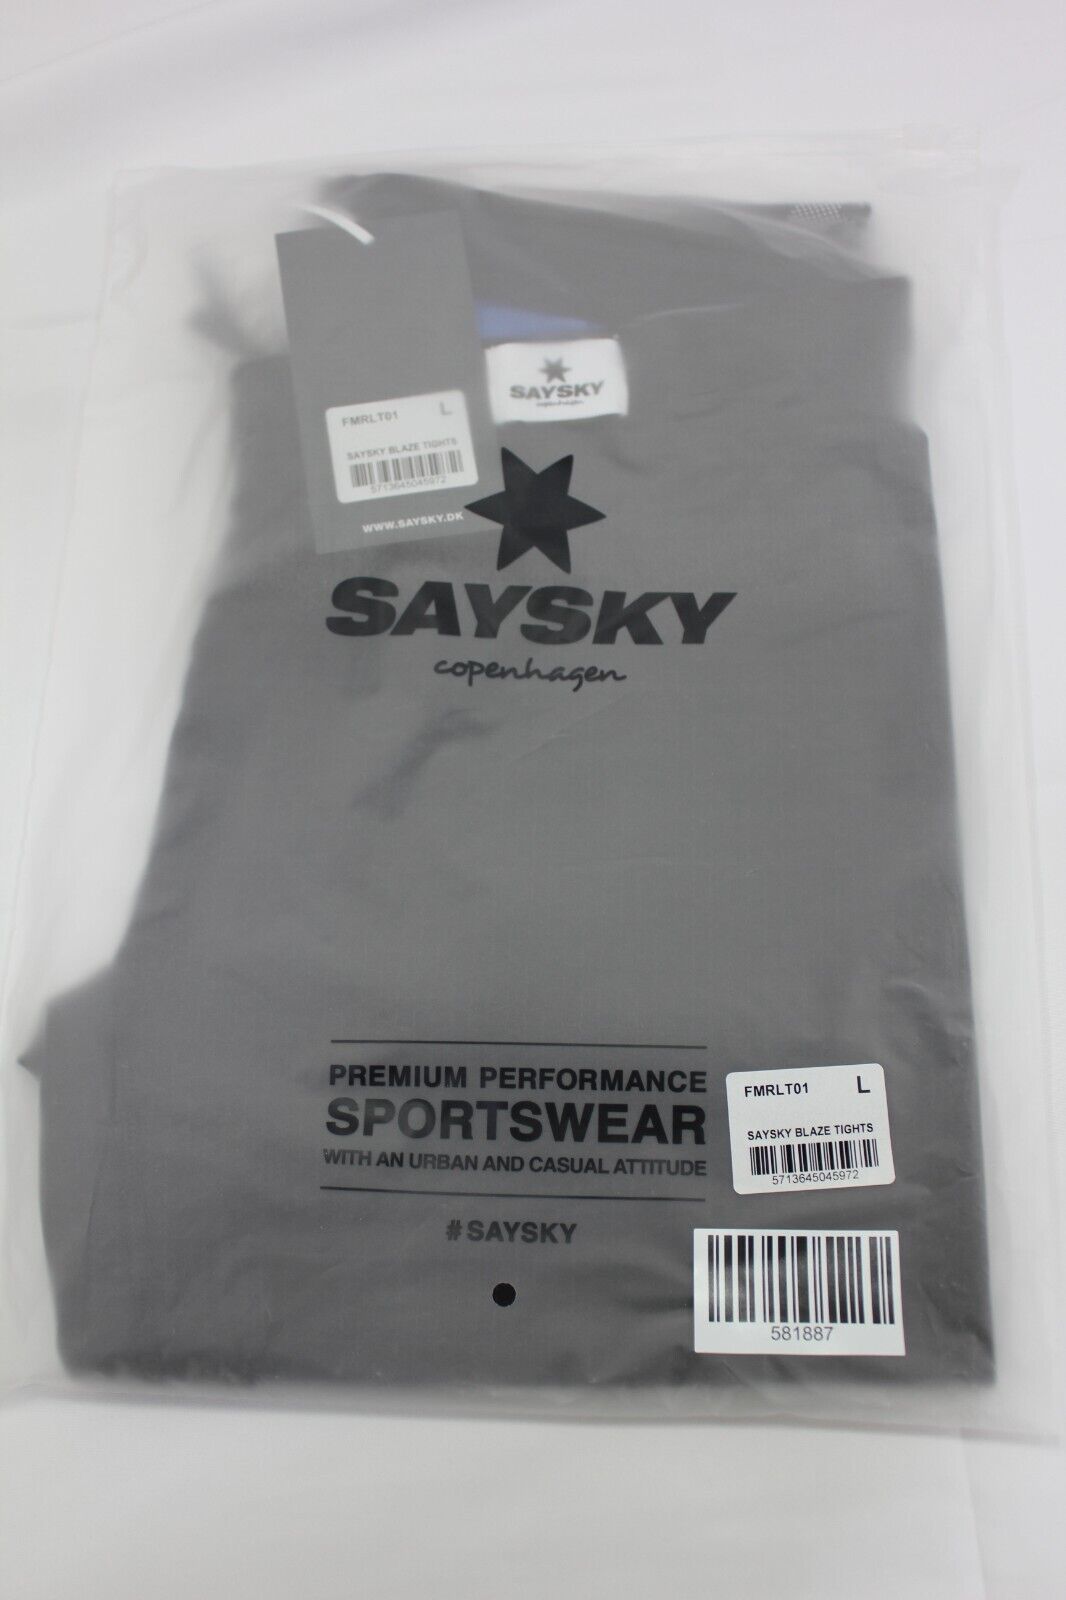 SAYSKY
copenhagen
FMRLT01 L
SAYSKY BLAZE TIGHTS
5713645045972
WWW.SAYSKY.DK
SAYSKY
copenhagen
PREMIUM PERFORMANCE
SPORTSWEAR
WITH AN URBAN AND CASUAL ATTITUDE
#SAYSKY
FMRLT01 L
SAYSKY BLAZE TIGHTS
5713645045972
581887